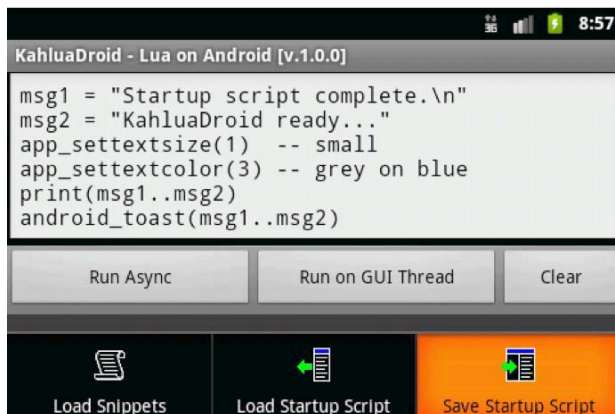 3G 8:57
KahluaDroid - Lua on Android [v.1.0.0]
msg1 = "Startup script complete.\n"
msg2 = "KahluaDroid ready..."
app_settextsize(1)  -- small
app_settextcolor(3) -- grey on blue
print(msg1..msg2)
android_toast(msg1..msg2)
Run Async Run on GUI Thread Clear
Load Snippets Load Startup Script Save Startup Script